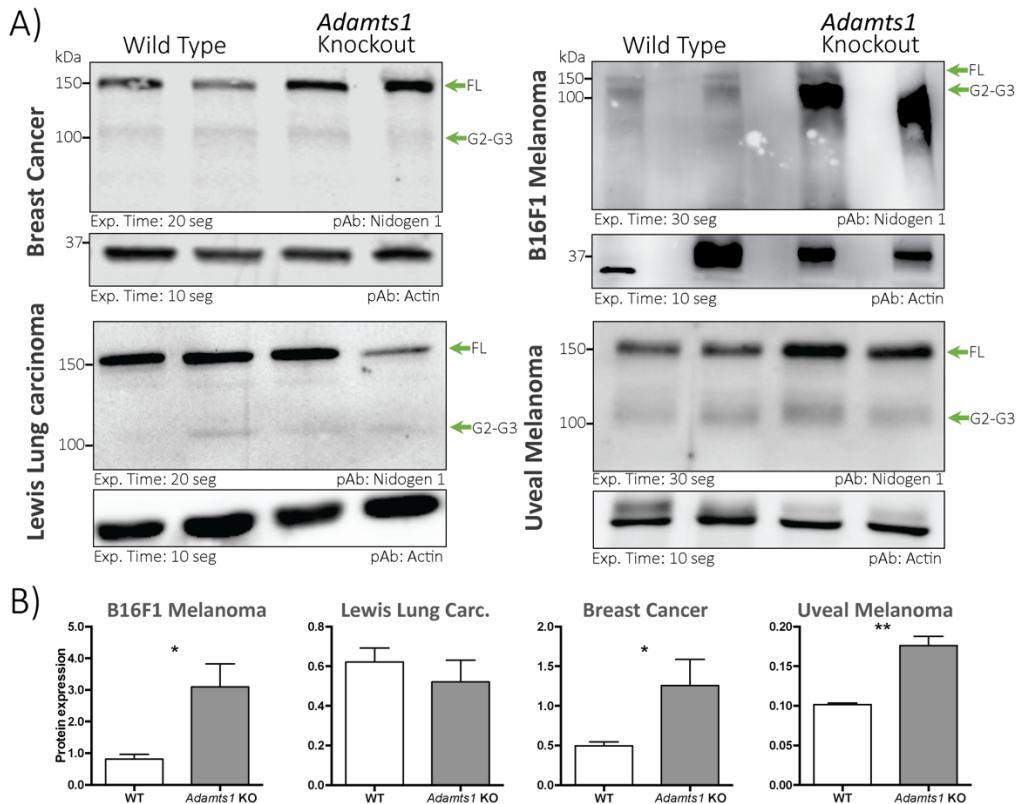 A)
Wild Type
Adamts1
Knockout
kDa
Breast Cancer
150
FL
100
G2-G3
Exp. Time: 20 seg pAb: Nidogen 1
37
Exp. Time: 10 seg pAb: Actin
Lewis Lung carcinoma
150
FL
100
G2-G3
Exp. Time: 20 seg pAb: Nidogen 1
Exp. Time: 10 seg pAb: Actin
Wild Type
Adamts1
Knockout
kDa
B16F1 Melanoma
150
FL
100
G2-G3
Exp. Time: 30 seg pAb: Nidogen 1
37
Exp. Time: 10 seg pAb: Actin
Uveal Melanoma
150
FL
100
G2-G3
Exp. Time: 30 seg pAb: Nidogen 1
Exp. Time: 10 seg pAb: Actin
B)
B16F1 Melanoma
Protein expression
5.0
4.0
3.0
2.0
1.0
0.0
*
WT Adamts1 KO
Lewis Lung Carc.
0.8
0.6
0.4
0.2
0.0
WT Adamts1 KO
Breast Cancer
2.0
1.5
1.0
0.5
0.0
*
WT Adamts1 KO
Uveal Melanoma
0.20
0.15
0.10
0.05
0.00
**
WT Adamts1 KO